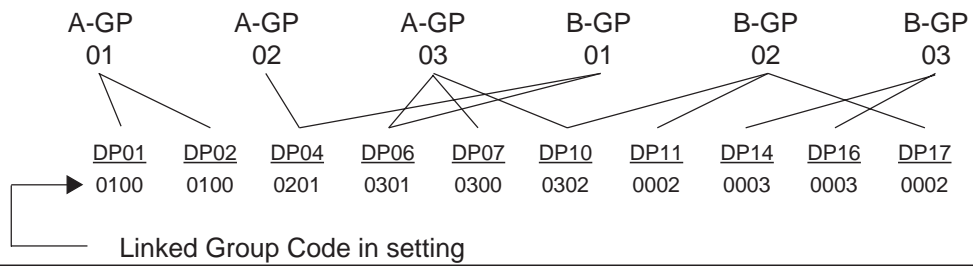 A-GP A-GP A-GP B-GP B-GP B-GP
01 02 03 01 02 03
DP01 DP02 DP04 DP06 DP07 DP10 DP11 DP14 DP16 DP17
0100 0100 0201 0301 0300 0302 0002 0003 0003 0002
Linked Group Code in setting